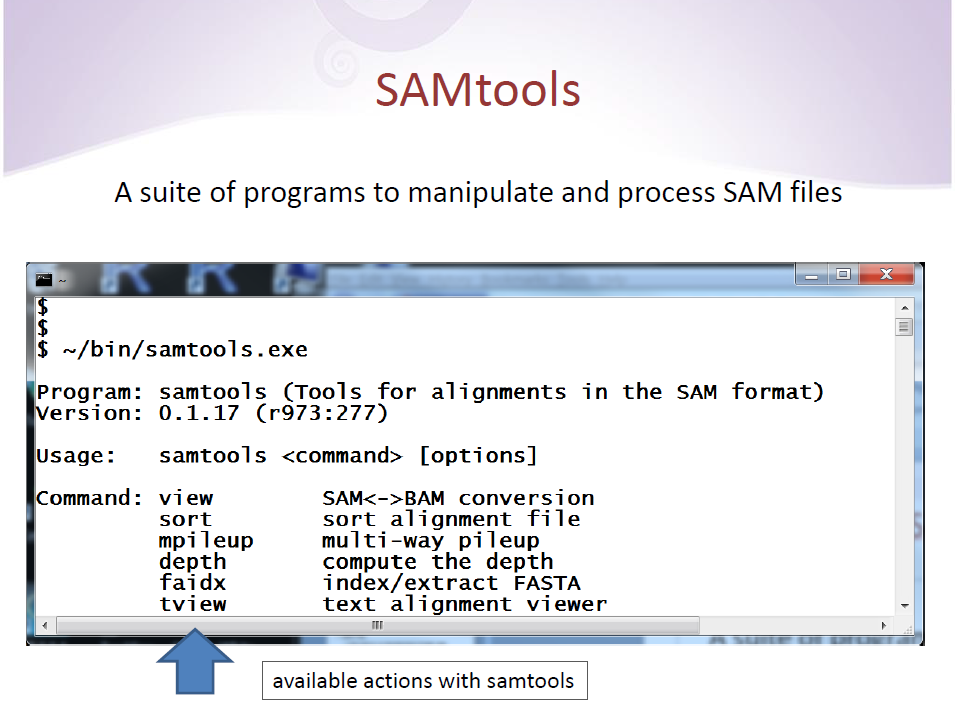 SAMtools
A suite of programs to manipulate and process SAM files
~
$
$
$ ~/bin/samtools.exe
Program: samtools (Tools for alignments in the SAM format)
Version: 0.1.17 (r973:277)
Usage:   samtools <command> [options]
Command: view        SAM<->BAM conversion
         sort        sort alignment file
         mpileup     multi-way pileup
         depth       compute the depth
         faidx       index/extract FASTA
         tview       text alignment viewer
A suite of progra
available actions with samtools